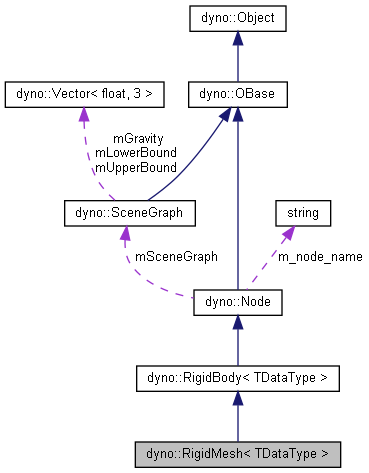 dyno::Object
dyno::Vector< float, 3 >
dyno::OBase
mGravity
mLowerBound
mUpperBound
dyno::SceneGraph
string
mSceneGraph
m_node_name
dyno::Node
dyno::RigidBody< TDataType >
dyno::RigidMesh< TDataType >